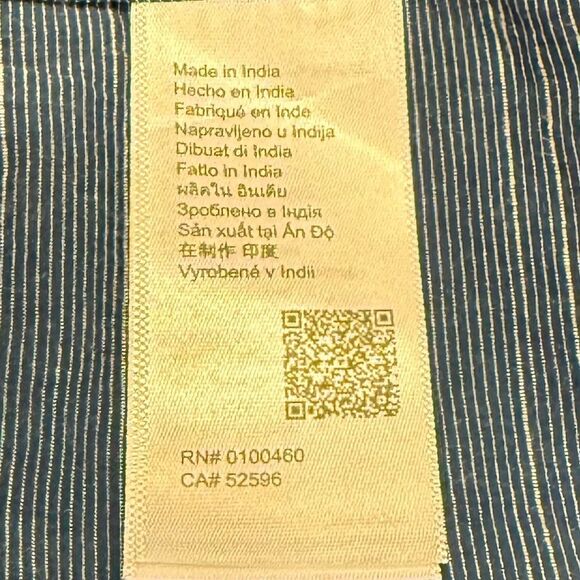 Made in India
Hecho en India
Fabriqué en Inde
Napravljeno u Indija
Dibuat di India
Fatto in India
ผลิตใน อินเดีย
Зроблено в Індія
Sản xuất tại Ấn Độ
在制作 印度
Vyrobené v Indii
RN# 0100460
CA# 52596